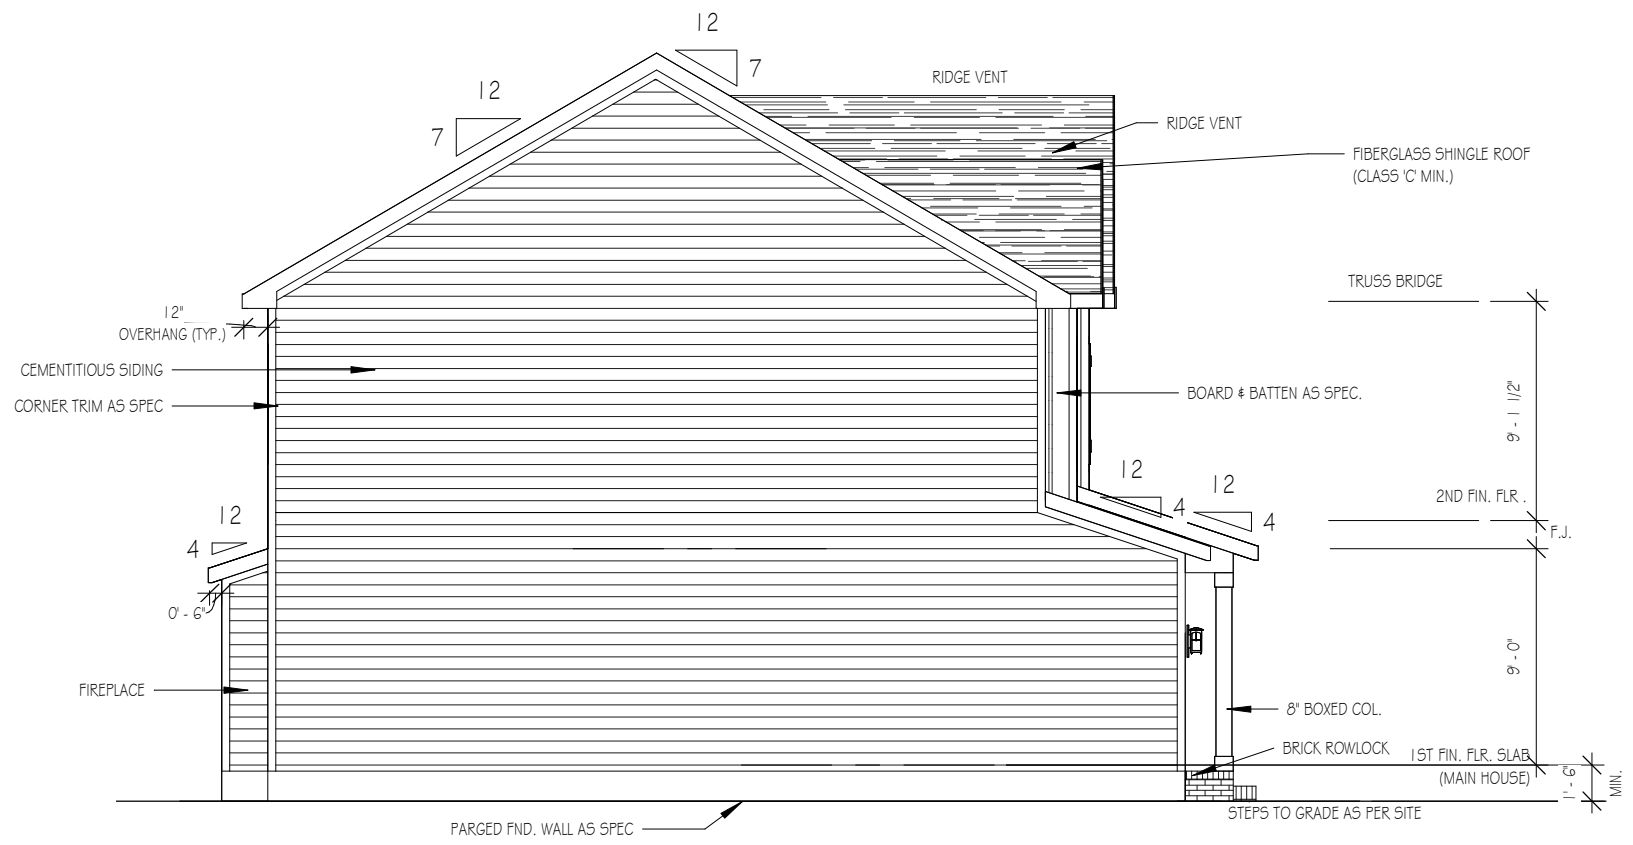 12
7
RIDGE VENT
12
7
RIDGE VENT
FIBERGLASS SHINGLE ROOF
(CLASS 'C' MIN.)
TRUSS BRIDGE
12"
OVERHANG (TYP.)
CEMENTITIOUS SIDING
CORNER TRIM AS SPEC
BOARD & BATTEN AS SPEC.
9' - 1 1/2"
12
4
12
4
2ND FIN. FLR .
F.J.
12
4
0' - 6"
9' - 0"
FIREPLACE
8" BOXED COL.
BRICK ROWLOCK
1ST FIN. FLR. SLAB
(MAIN HOUSE)
1' - 6"
MIN.
STEPS TO GRADE AS PER SITE
PARGED FND. WALL AS SPEC